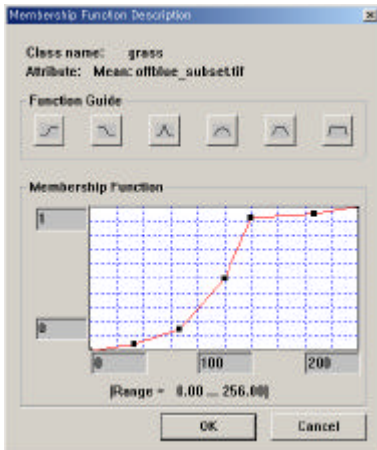 Membership Function Description
Class name: grass
Attribute: Mean: offblue_subset.tif
Function Guide
Membership Function
1
0
0 100 200
(Range = 0.00 ... 256.00)
OK Cancel